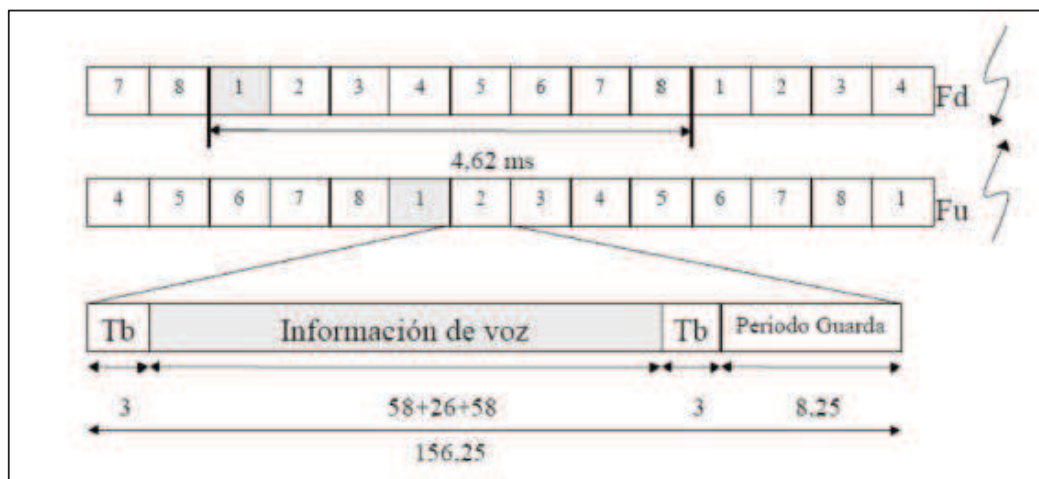 7 8 1 2 3 4 5 6 7 8 1 2 3 4 Fd
4,62 ms
4 5 6 7 8 1 2 3 4 5 6 7 8 1 Fu
Tb Información de voz Tb Periodo Guarda
3 58+26+58 3 8,25
156,25